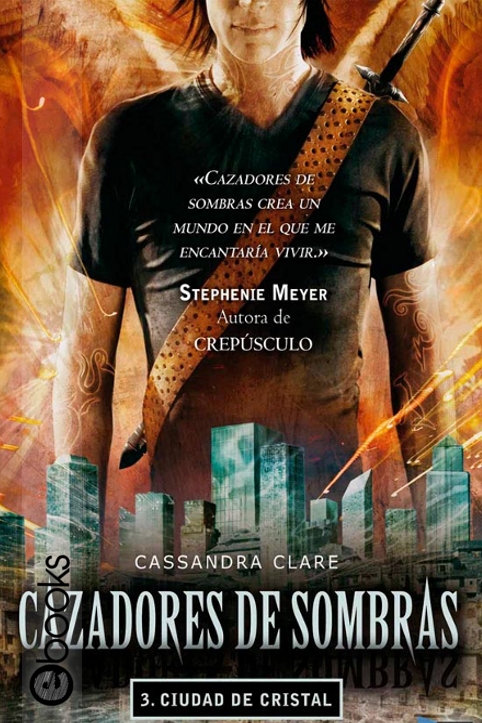 «CAZADORES DE
SOMBRAS CREA UN
MUNDO EN EL QUE ME
ENCANTARÍA VIVIR.»
STEPHENIE MEYER
Autora de
CREPÚSCULO
CASSANDRA CLARE
CAZADORES DE SOMBRAS
books
3. CIUDAD DE CRISTAL